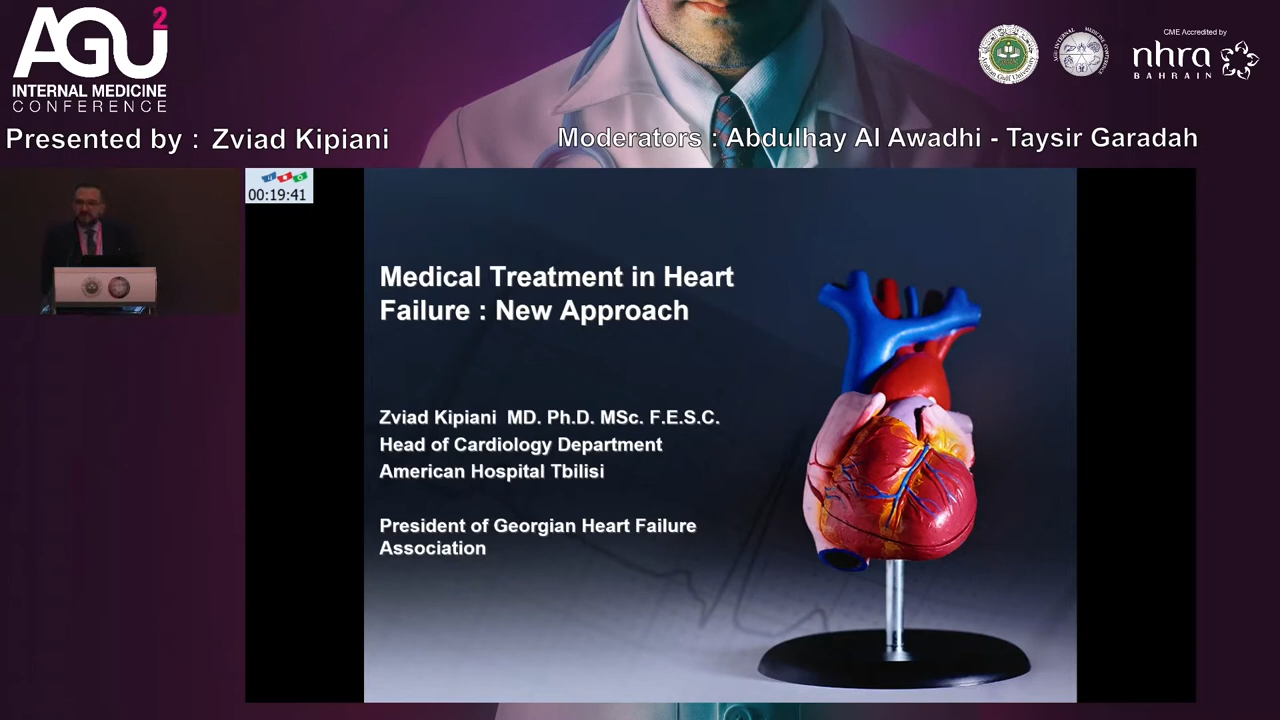 AGU2
INTERNAL MEDICINE
CONFERENCE
CME Accredited by
nhra
BAHRAIN
Presented by : Zviad Kipiani
Moderators : Abdulhay Al Awadhi - Taysir Garadah
00:19:41
Medical Treatment in Heart
Failure : New Approach
Zviad Kipiani MD. Ph.D. MSc. F.E.S.C.
Head of Cardiology Department
American Hospital Tbilisi
President of Georgian Heart Failure
Association